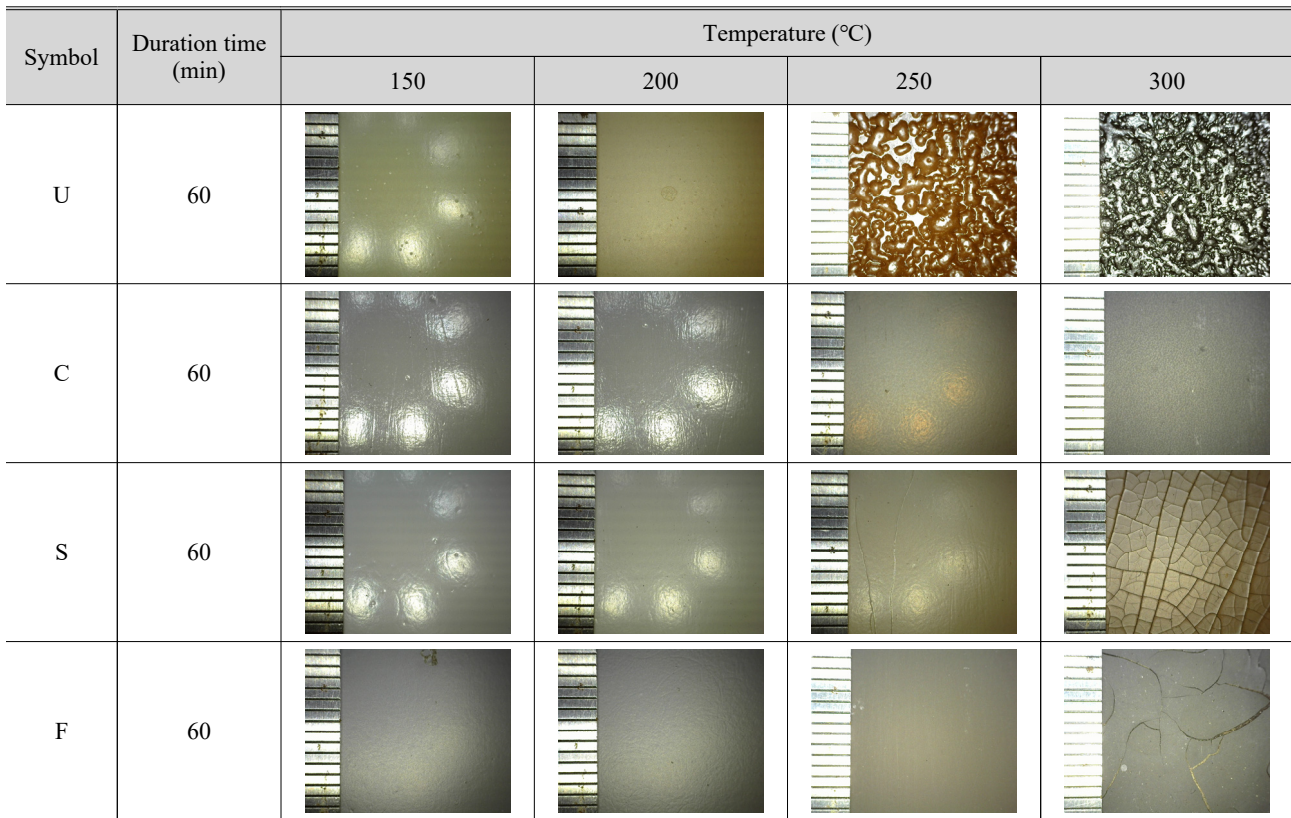 Symbol
Duration time
(min)
Temperature (℃)
150
200
250
300
U
60
C
60
S
60
F
60